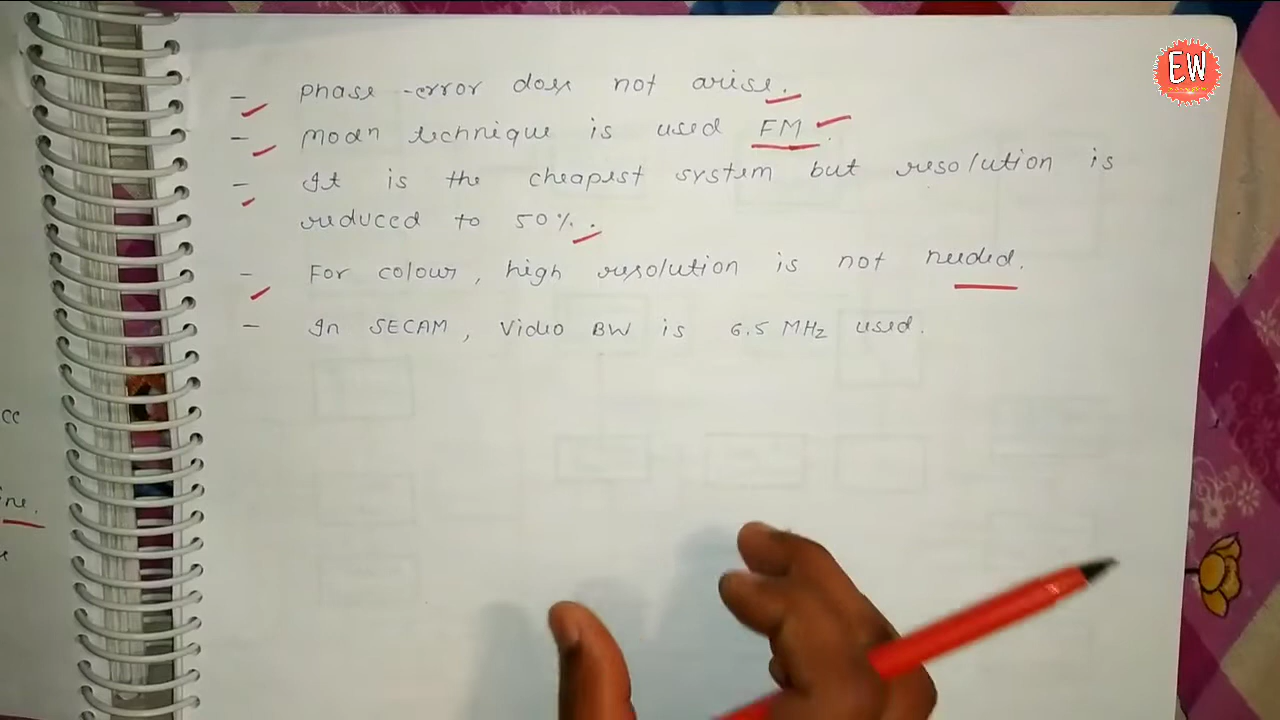 EW
- phase-error does not arise.
- modn technique is used FM.
- It is the cheapest system but resolution is
reduced to 50%.
- For colour, high resolution is not needed.
- In SECAM, Video BW is 6.5 MHz used.
cc
ine.